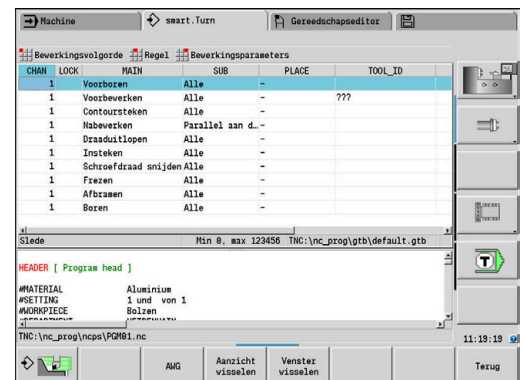 Machine smart.Turn Gereedschapseditor
Bewerkingsvolgorde Regel Bewerkingsparameters
CHAN LOCK MAIN SUB PLACE TOOL_ID
1 Voorboren Alle -
1 Voorbewerken Alle - ???
1 Contoursteken Alle -
1 Nabewerken Parallel aan d… -
1 Draaduitlopen Alle -
1 Insteken Alle -
1 Schroefdraad snijden Alle -
1 Frezen Alle -
1 Afbramen Alle -
1 Boren Alle -
Slede Min 0, max 123456 TNC:\nc_prog\gtb\default.gtb
HEADER [ Program head ]
#MATERIAL Aluminium
#SETTING 1 und von 1
#WORKPIECE Bolzen
TNC:\nc_prog\ncps\PGM01.nc
T
11:19:19
AWG Aanzicht wisselen Venster wisselen Terug